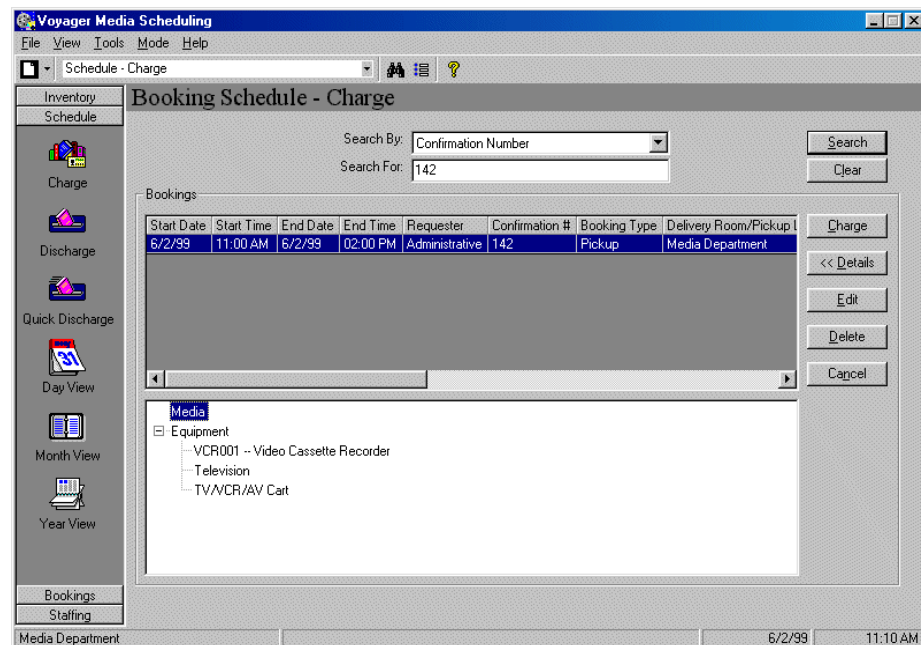 Voyager Media Scheduling
File View Tools Mode Help
Schedule - Charge
Inventory
Schedule
Charge
Discharge
Quick Discharge
31
Day View
Month View
Year View
Bookings
Staffing
Booking Schedule - Charge
Search By: Confirmation Number
Search For: 142
Search
Clear
Bookings
Start Date Start Time End Date End Time Requester Confirmation # Booking Type Delivery Room/Pickup L
6/2/99 11:00 AM 6/2/99 02:00 PM Administrative 142 Pickup Media Department
Charge
<< Details
Edit
Delete
Cancel
Media
Equipment
VCR001 -- Video Cassette Recorder
Television
TV/VCR/AV Cart
Media Department 6/2/99 11:10 AM